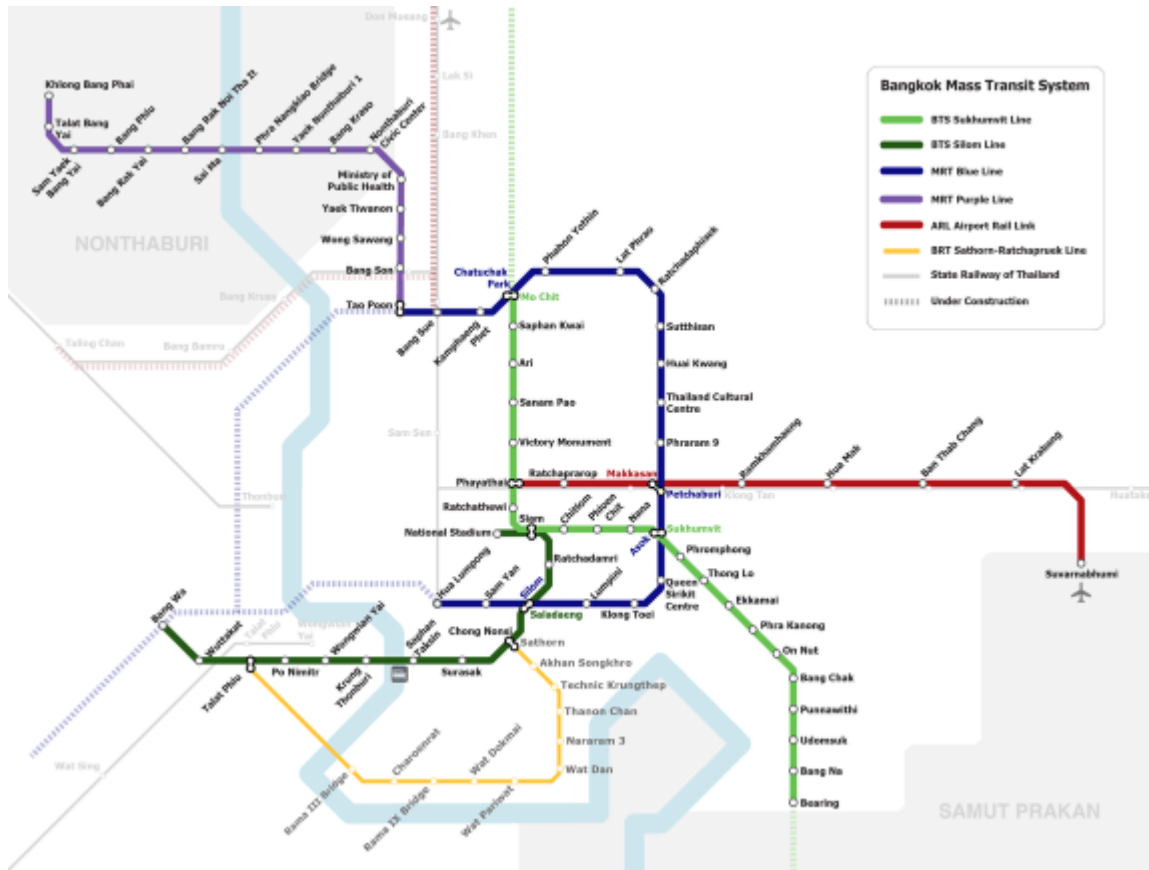 Don Mueang
Lak Si
Bang Khen
Khlong Bang Phai
Talat Bang
Yai
Sam Yaek
Bang Yai
Bang Phlu
Bang Rak Yai
Bang Rak Noi Tha It
Sai Ma
Phra Nangklao Bridge
Yaek Nonthaburi 1
Bang Kraso
Nonthaburi
Civic Center
Ministry of
Public Health
Yaek Tiwanon
Wong Sawang
Bang Son
Tao Poon
NONTHABURI
Bang Kruay
Bang Bamru
Taling Chan
Thonburi
Sam Sen
Bang Sue
Kamphaeng
Phet
Chatuchak
Park
Mo Chit
Phahon Yothin
Lat Phrao
Ratchadaphisek
Saphan Kwai
Ari
Sanam Pao
Victory Monument
Phayathai
Ratchaprarop
Makkasan
Ratchathewi
Sutthisan
Huai Kwang
Thailand Cultural
Centre
Phraram 9
Petchaburi
Ramkhamhaeng
Hua Mak
Ban Thab Chang
Lat Krabang
Klong Tan
Huatake
Suvarnabhumi
National Stadium
Siam
Chitlom
Phloen
Chit
Nana
Asok
Sukhumvit
Ratchadamri
Hua Lumpong
Sam Yan
Silom
Saladaeng
Lumpini
Klong Toei
Queen
Sirikit
Centre
Phromphong
Thong Lo
Ekkamai
Phra Kanong
On Nut
Bang Chak
Punnawithi
Udomsuk
Bang Na
Bearing
Bang Wa
Wuttakat
Talat Phlu
Talat
Phlu
Wongwian
Yai
Po Nimitr
Wungwian Yai
Krung
Thonburi
Saphan
Taksin
Surasak
Chong Nonsi
Sathorn
Akhan Songkhro
Technic Krungthep
Thanon Chan
Nararam 3
Wat Dan
Wat Pariwat
Wat Dokmai
Rama IX Bridge
Charoenrat
Rama III Bridge
Wat Sing
SAMUT PRAKAN
Bangkok Mass Transit System
BTS Sukhumvit Line
BTS Silom Line
MRT Blue Line
MRT Purple Line
ARL Airport Rail Link
BRT Sathorn-Ratchapruek Line
State Railway of Thailand
Under Construction